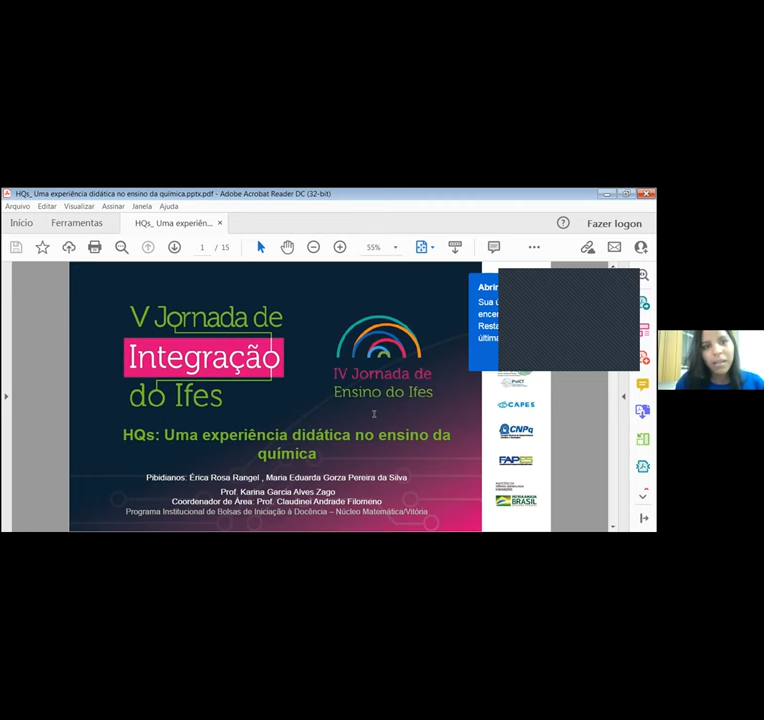 HQs_ Uma experiência didática no ensino da química.pptx.pdf - Adobe Acrobat Reader DC (32-bit)
Arquivo Editar Visualizar Assinar Janela Ajuda
Início Ferramentas HQs_ Uma experiên... × Fazer logon
1 / 15 55%
Abrir
Sua
Resta
V Jornada de
Integração
do Ifes
IV Jornada de
Ensino do Ifes
HQs: Uma experiência didática no ensino da
química
Pibidianos: Érica Rosa Rangel , Maria Eduarda Gorza Pereira da Silva
Prof. Karina Garcia Alves Zago
Coordenador de Área: Prof. Claudinei Andrade Filomeno
Programa Institucional de Bolsas de Iniciação à Docência – Núcleo Matemática/Vitória
CAPES
CNPq
FAPES
PÁTRIA AMADA
BRASIL